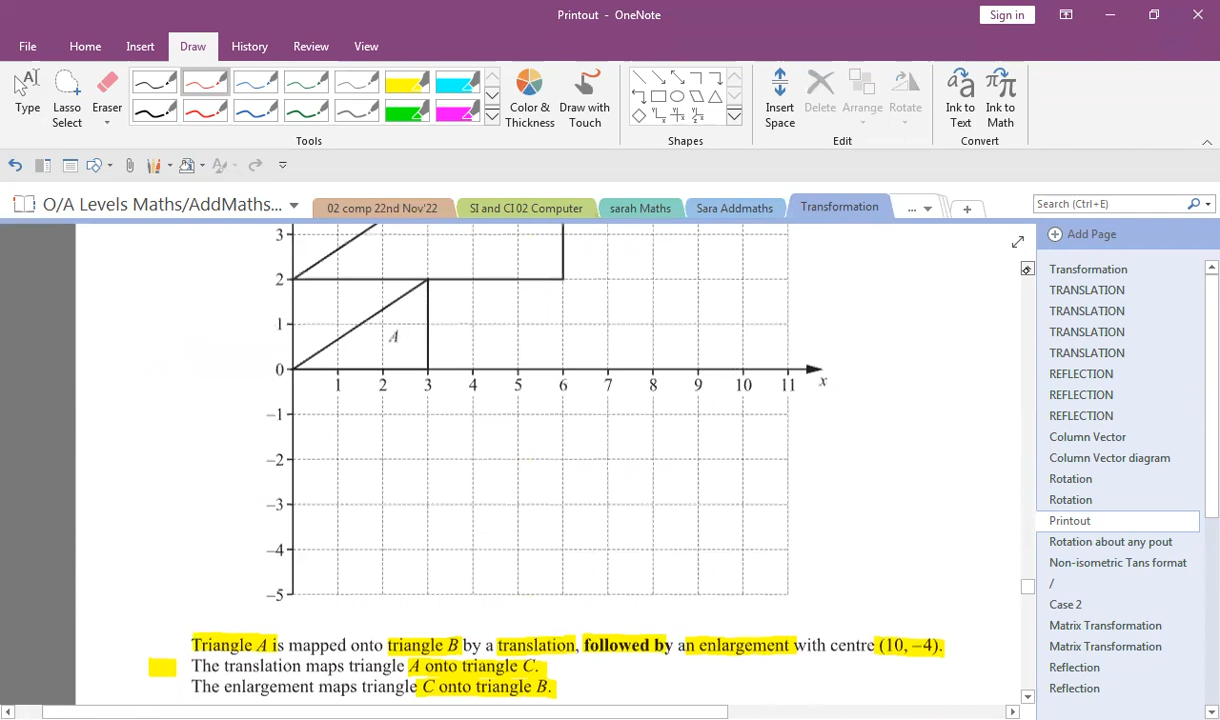 Printout - OneNote
Sign in
File Home Insert Draw History Review View
Type
Lasso Select
Eraser
Color & Thickness
Draw with Touch
Insert Space
Delete
Arrange
Rotate
Ink to Text
Ink to Math
Tools
Shapes
Edit
Convert
O/A Levels Maths/AddMaths...
02 comp 22nd Nov'22
SI and CI 02 Computer
sarah Maths
Sara Addmaths
Transformation
...
Search (Ctrl+E)
Add Page
Transformation
TRANSLATION
TRANSLATION
TRANSLATION
TRANSLATION
REFLECTION
REFLECTION
REFLECTION
Column Vector
Column Vector diagram
Rotation
Rotation
Printout
Rotation about any pout
Non-isometric Tans format
/
Case 2
Matrix Transformation
Matrix Transformation
Reflection
Reflection
3
2
1
A
0
1 2 3 4 5 6 7 8 9 10 11 x
-1
-2
-3
-4
-5
Triangle A is mapped onto triangle B by a translation, followed by an enlargement with centre (10, –4).
The translation maps triangle A onto triangle C.
The enlargement maps triangle C onto triangle B.